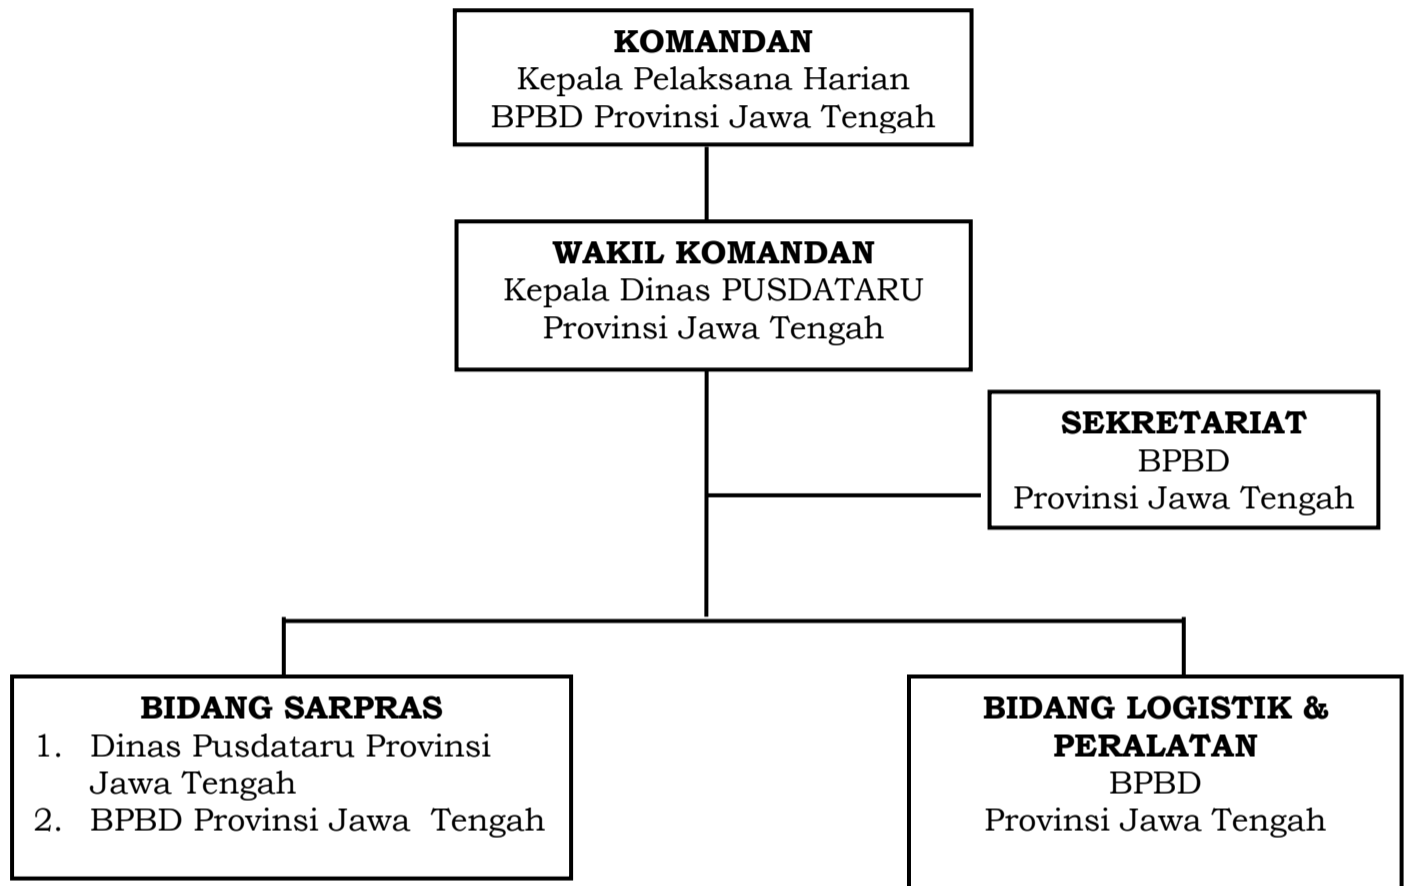 KOMANDAN
Kepala Pelaksana Harian
BPBD Provinsi Jawa Tengah
WAKIL KOMANDAN
Kepala Dinas PUSDATARU
Provinsi Jawa Tengah
SEKRETARIAT
BPBD
Provinsi Jawa Tengah
BIDANG SARPRAS
1. Dinas Pusdataru Provinsi
Jawa Tengah
2. BPBD Provinsi Jawa Tengah
BIDANG LOGISTIK &
PERALATAN
BPBD
Provinsi Jawa Tengah